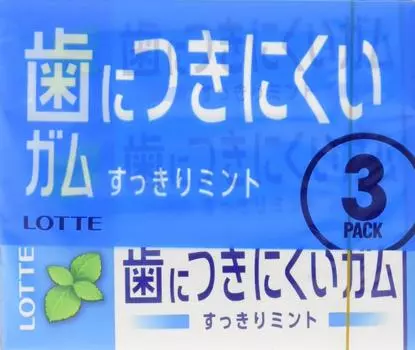 歯につきにくい
ガム すっきりミント
LOTTE
3
PACK
LOTTE
歯につきにくいガム
すっきりミント